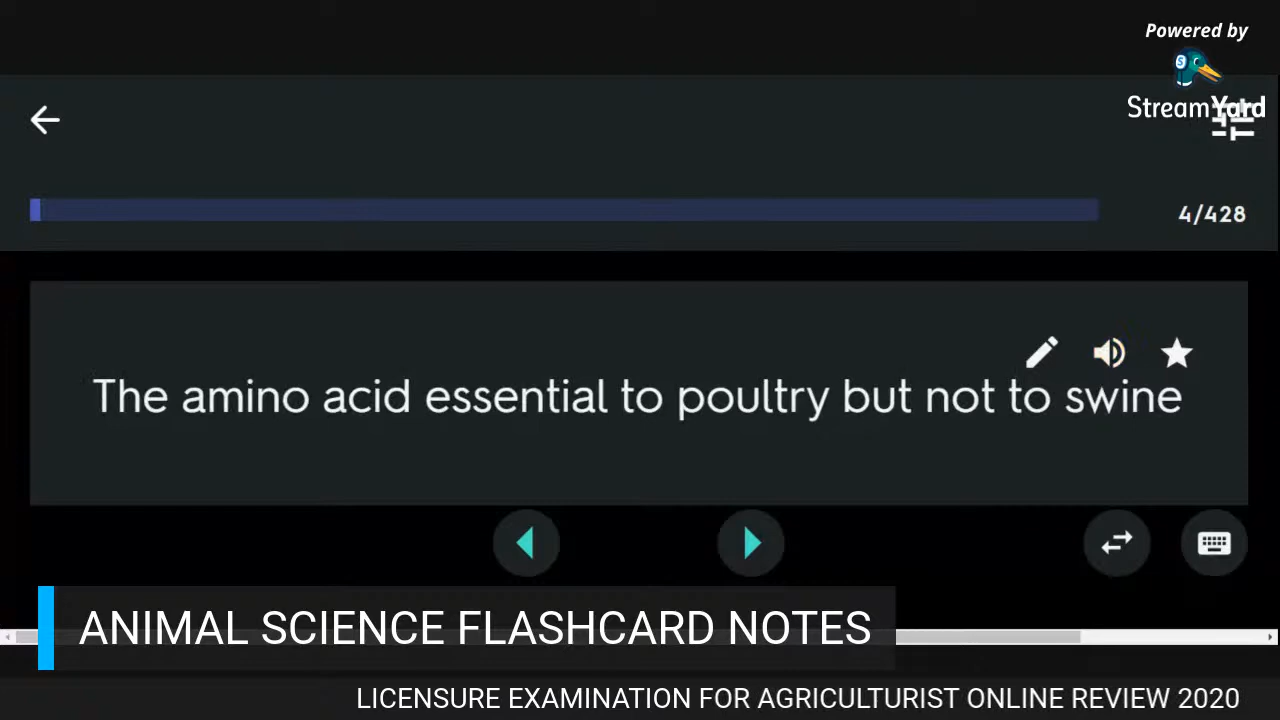 Powered by
StreamYard
4/428
The amino acid essential to poultry but not to swine
ANIMAL SCIENCE FLASHCARD NOTES
LICENSURE EXAMINATION FOR AGRICULTURIST ONLINE REVIEW 2020